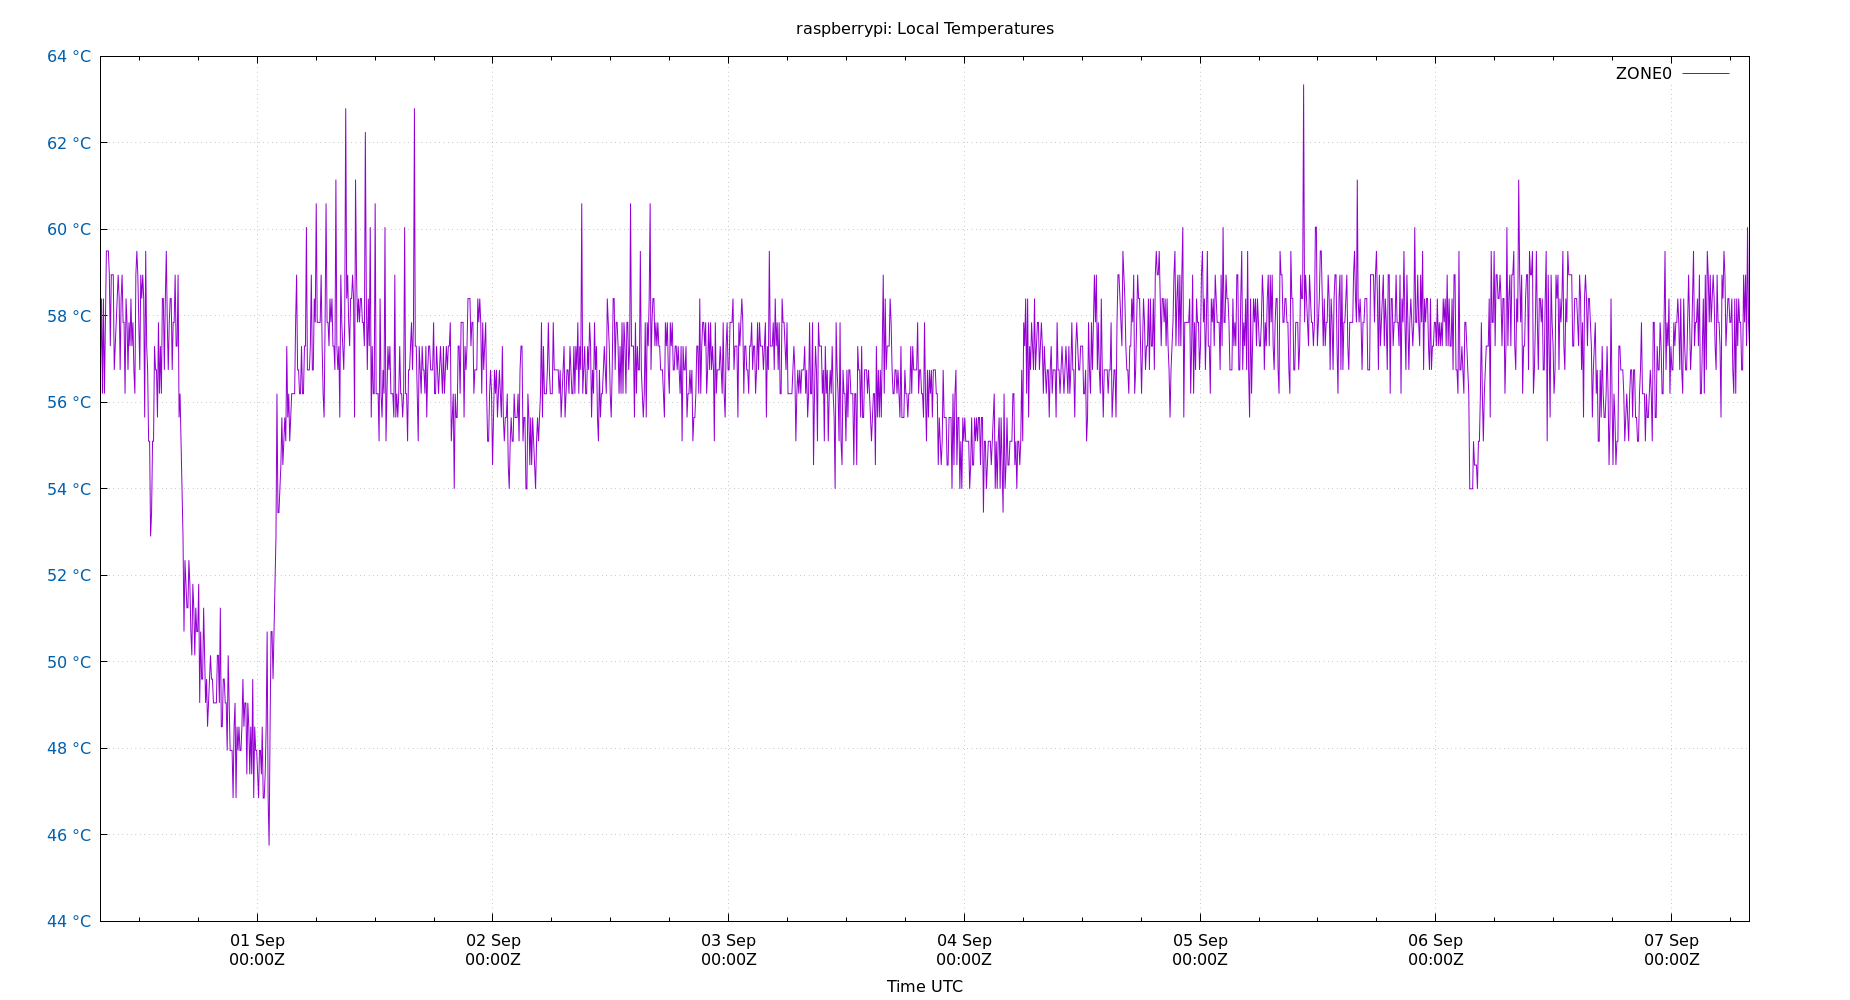 raspberrypi: Local Temperatures
ZONE0
64 °C
62 °C
60 °C
58 °C
56 °C
54 °C
52 °C
50 °C
48 °C
46 °C
44 °C
01 Sep 02 Sep 03 Sep 04 Sep 05 Sep 06 Sep 07 Sep
00:00Z 00:00Z 00:00Z 00:00Z 00:00Z 00:00Z 00:00Z
Time UTC